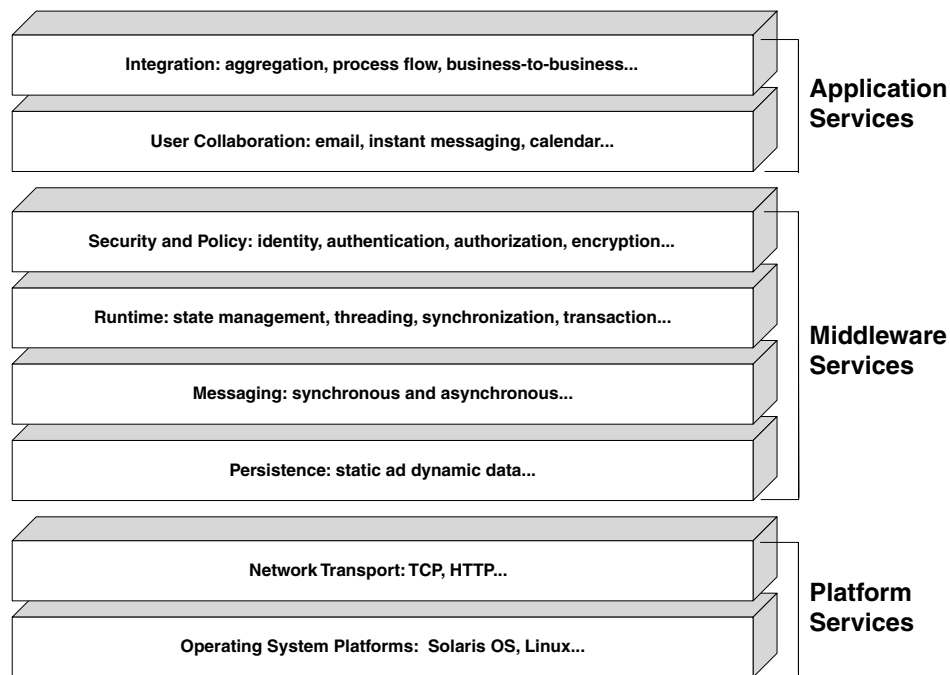 Integration: aggregation, process flow, business-to-business...
User Collaboration: email, instant messaging, calendar...
Application
Services
Security and Policy: identity, authentication, authorization, encryption...
Runtime: state management, threading, synchronization, transaction...
Messaging: synchronous and asynchronous...
Persistence: static ad dynamic data...
Middleware
Services
Network Transport: TCP, HTTP...
Operating System Platforms: Solaris OS, Linux...
Platform
Services